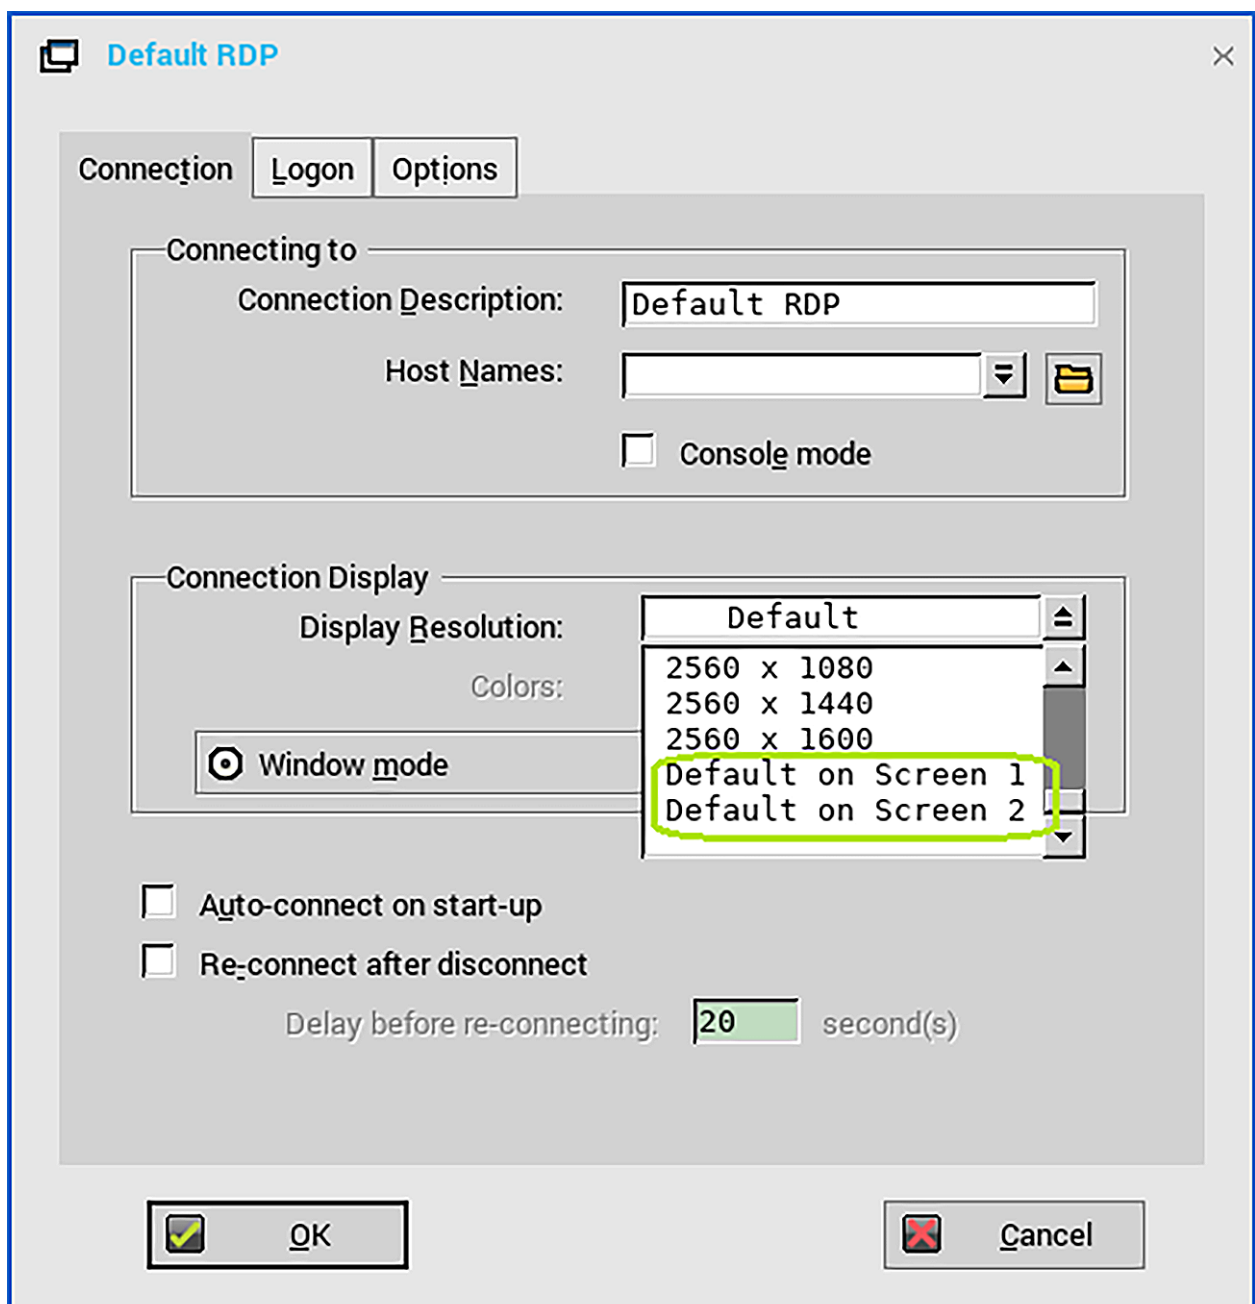 Default RDP
Connection Logon Options
Connecting to
Connection Description: Default RDP
Host Names:
Console mode
Connection Display
Display Resolution: Default
2560 x 1080
Colors:
2560 x 1440
2560 x 1600
Window mode
Default on Screen 1
Default on Screen 2
Auto-connect on start-up
Re-connect after disconnect
Delay before re-connecting: 20 second(s)
OK Cancel